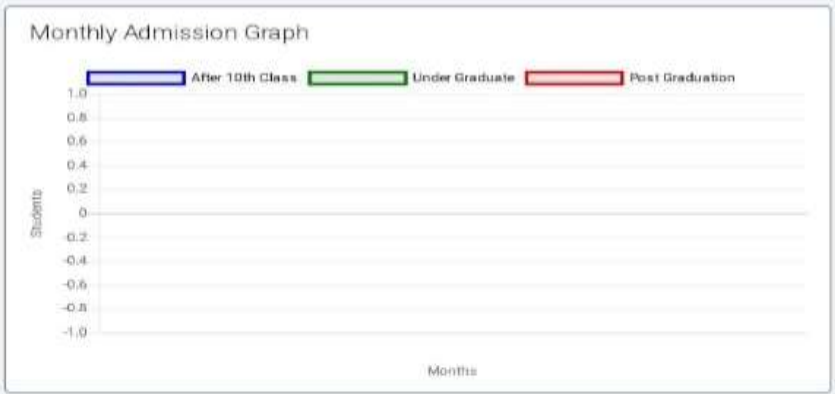 Monthly Admission Graph
After 10th Class Under Graduate Post Graduation
1.0
0.8
0.6
0.4
0.2
0
-0.2
-0.4
-0.6
-0.8
-1.0
Students
Months